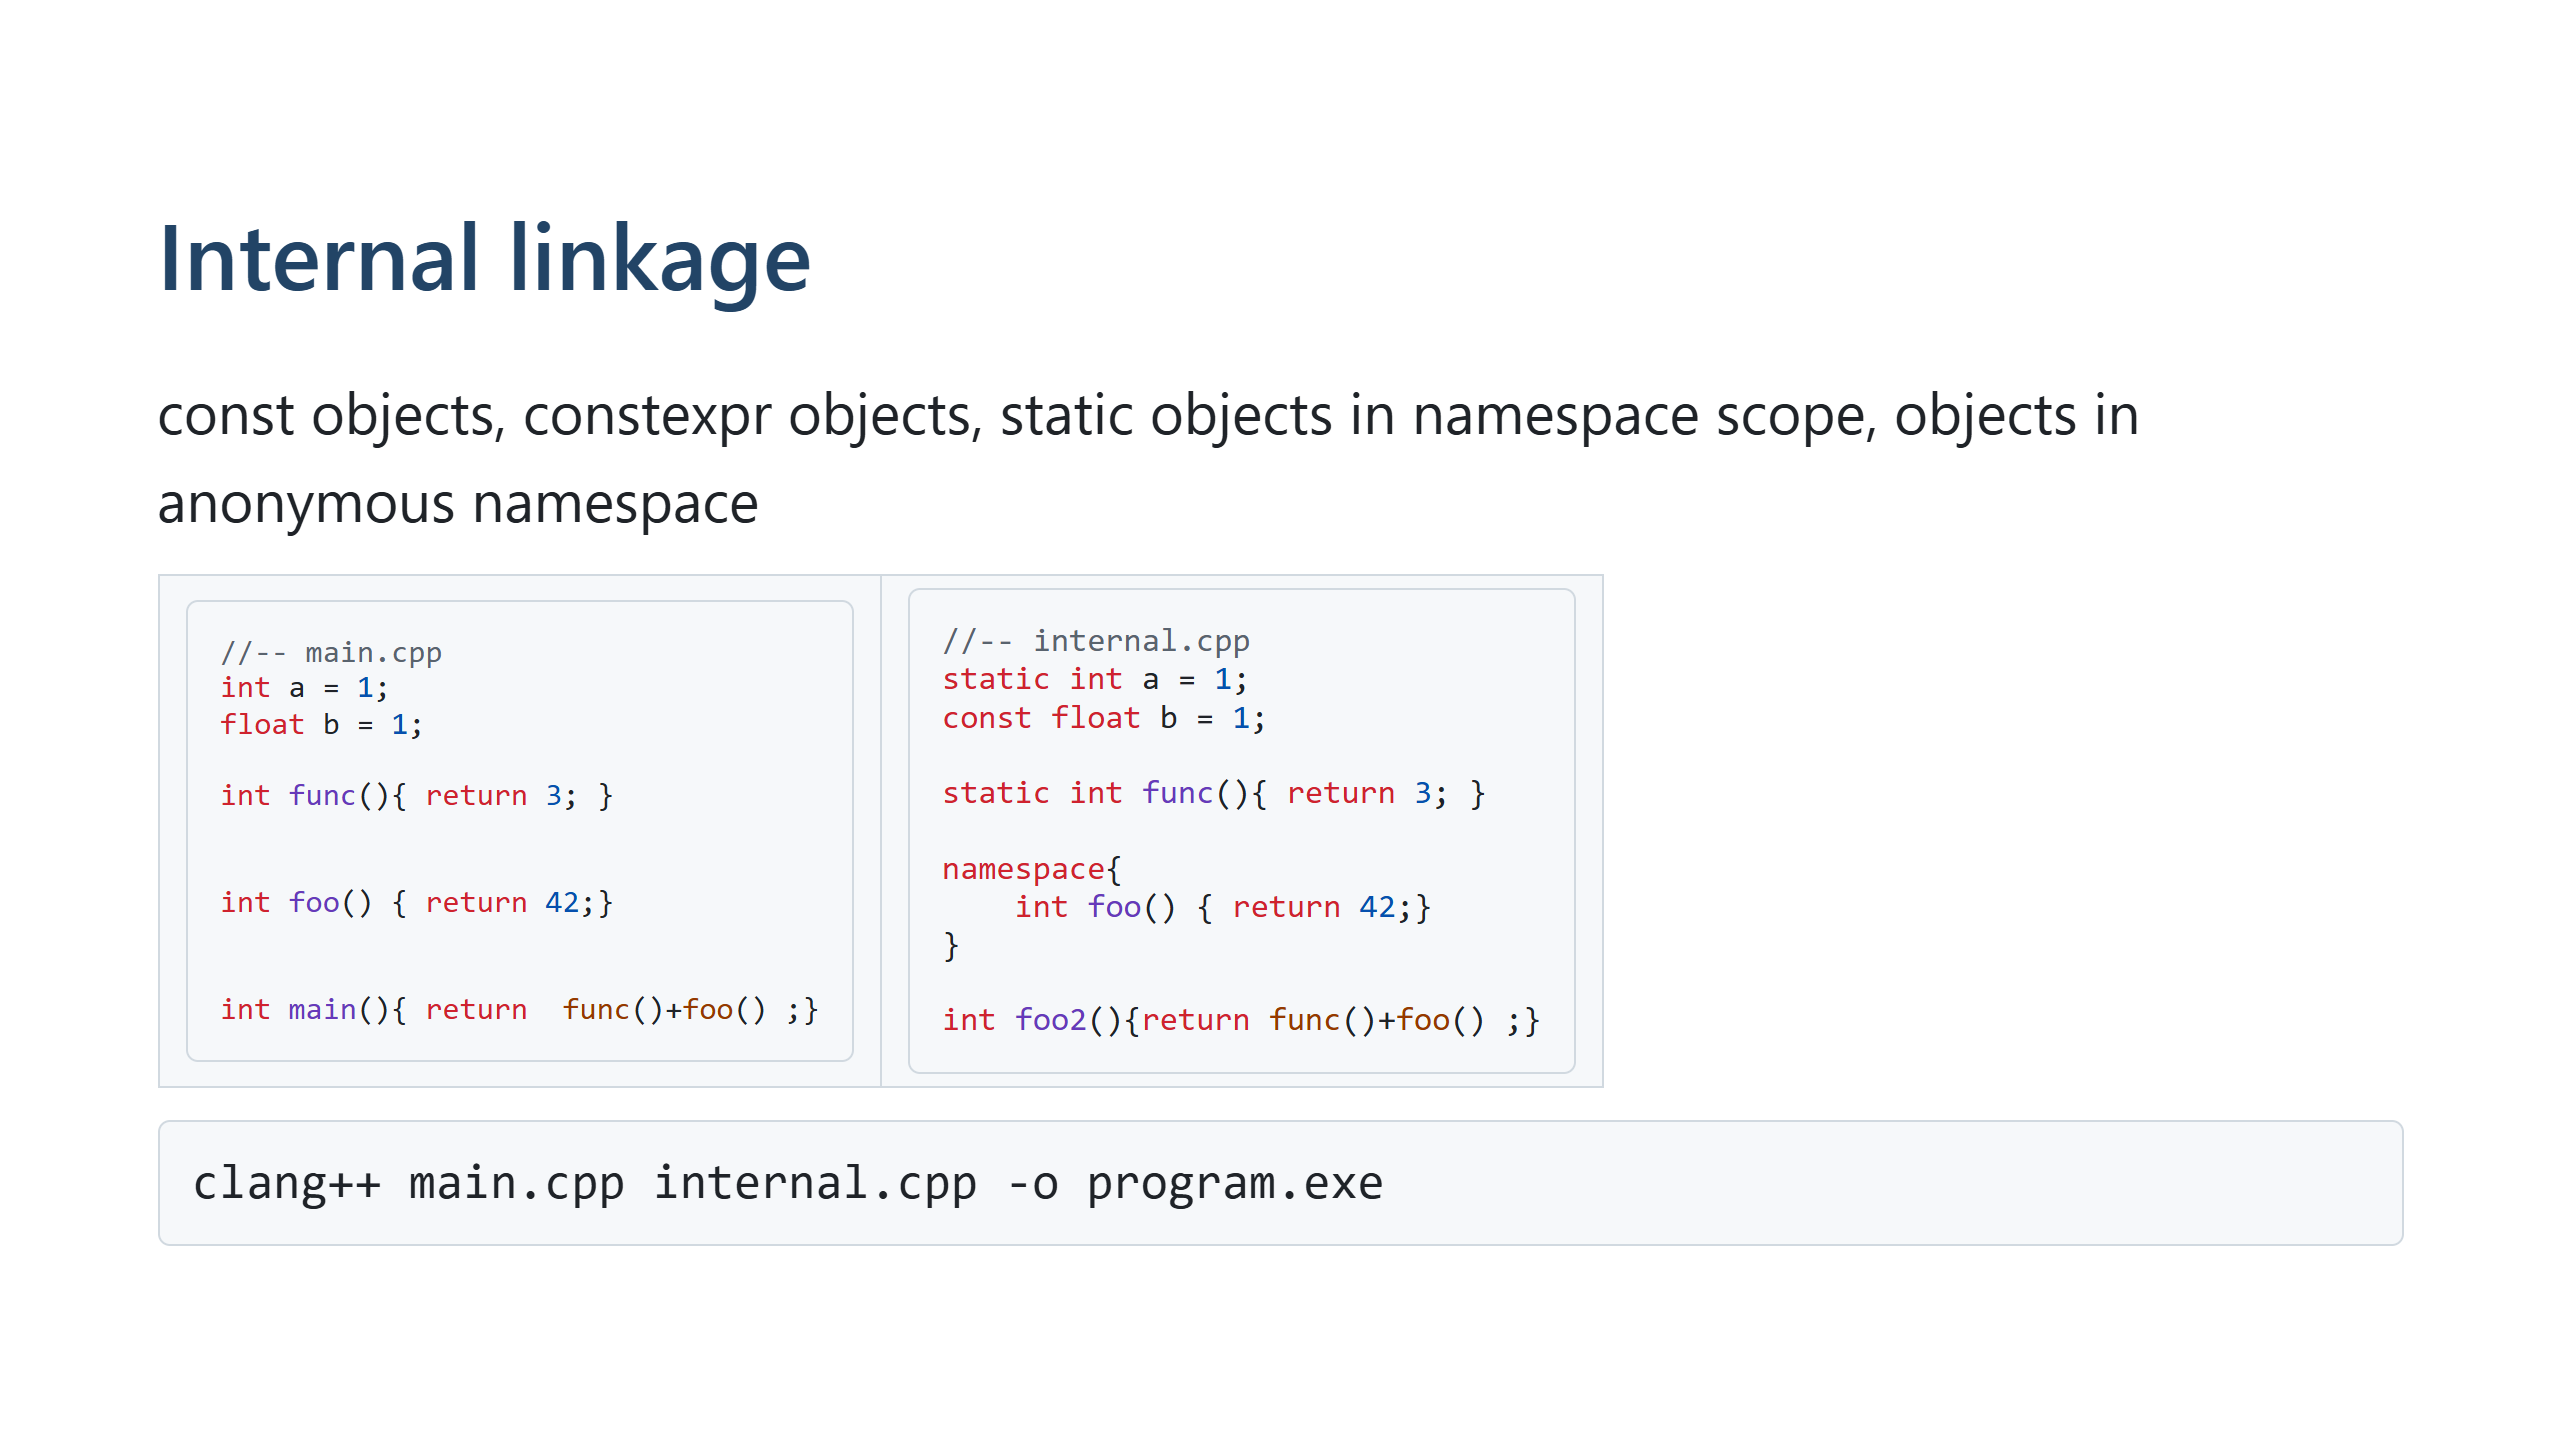 Internal linkage
const objects, constexpr objects, static objects in namespace scope, objects in
anonymous namespace
//-- main.cpp
int a = 1;
float b = 1;
int func(){ return 3; }
int foo() { return 42;}
int main(){ return  func()+foo() ;}
//-- internal.cpp
static int a = 1;
const float b = 1;
static int func(){ return 3; }
namespace{
    int foo() { return 42;}
}
int foo2(){return func()+foo() ;}
clang++ main.cpp internal.cpp -o program.exe